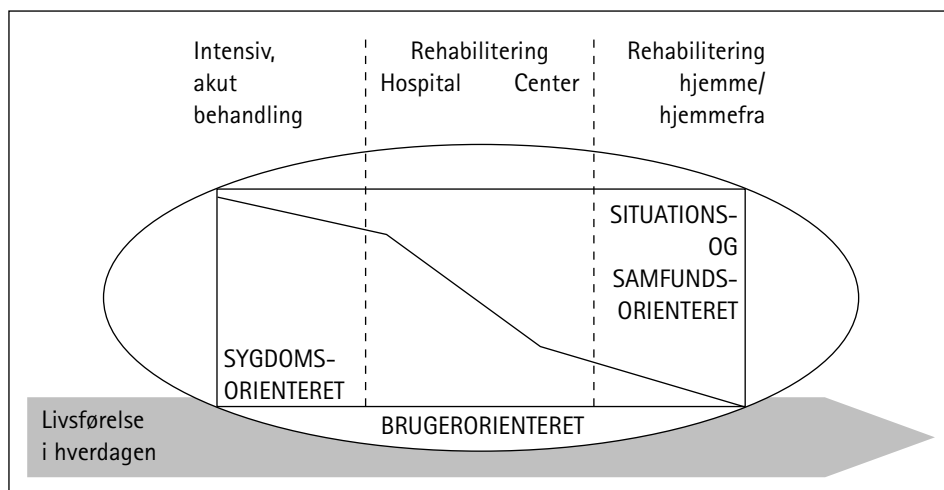 Intensiv,
akut
behandling
Rehabilitering
Hospital Center
Rehabilitering
hjemme/
hjemmefra
SITUATIONS-
OG
SAMFUNDS-
ORIENTERET
SYGDOMS-
ORIENTERET
BRUGERORIENTERET
Livsførelse
i hverdagen